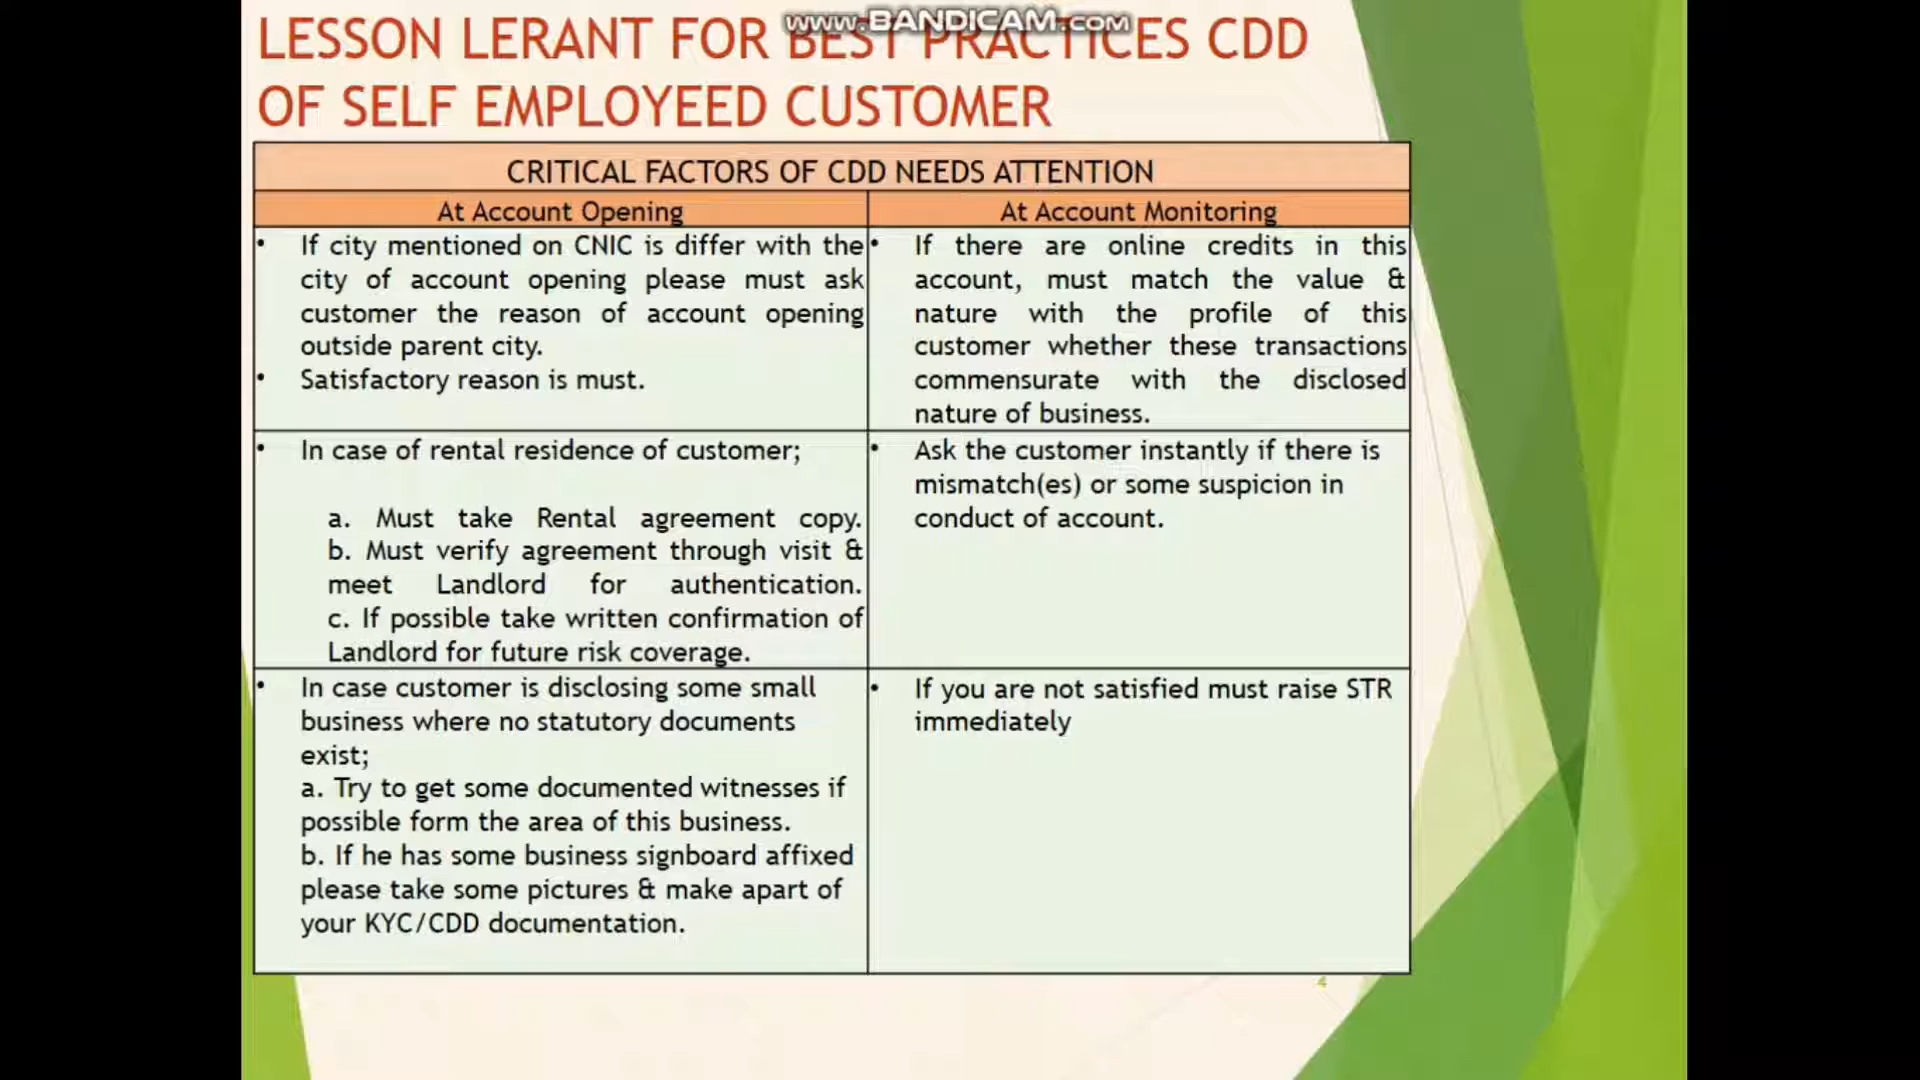 www.BANDICAM.com
LESSON LERANT FOR BEST PRACTICES CDD
OF SELF EMPLOYEED CUSTOMER
CRITICAL FACTORS OF CDD NEEDS ATTENTION
At Account Opening
At Account Monitoring
• If city mentioned on CNIC is differ with the
city of account opening please must ask
customer the reason of account opening
outside parent city.
• Satisfactory reason is must.
• If there are online credits in this
account, must match the value &
nature with the profile of this
customer whether these transactions
commensurate with the disclosed
nature of business.
• In case of rental residence of customer;
a. Must take Rental agreement copy.
b. Must verify agreement through visit &
meet Landlord for authentication.
c. If possible take written confirmation of
Landlord for future risk coverage.
• Ask the customer instantly if there is
mismatch(es) or some suspicion in
conduct of account.
• In case customer is disclosing some small
business where no statutory documents
exist;
a. Try to get some documented witnesses if
possible form the area of this business.
b. If he has some business signboard affixed
please take some pictures & make apart of
your KYC/CDD documentation.
• If you are not satisfied must raise STR
immediately
4